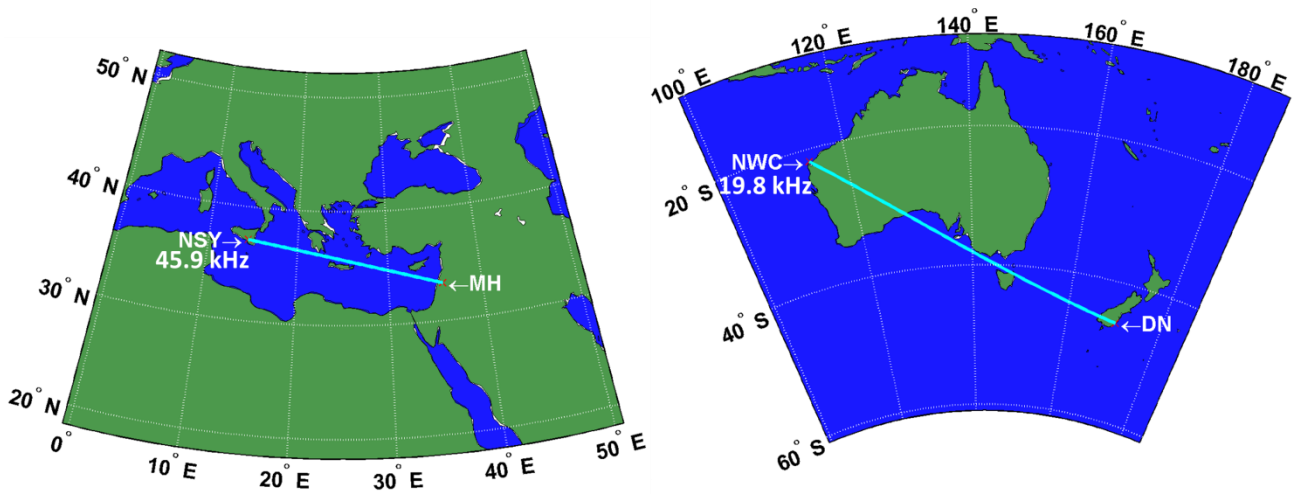 50° N
40° N
30° N
20° N
0°
10° E
20° E
30° E
40° E
50° E
NSY→
45.9 kHz
←MH
100° E
120° E
140° E
160° E
180° E
20° S
40° S
60° S
NWC→
19.8 kHz
←DN